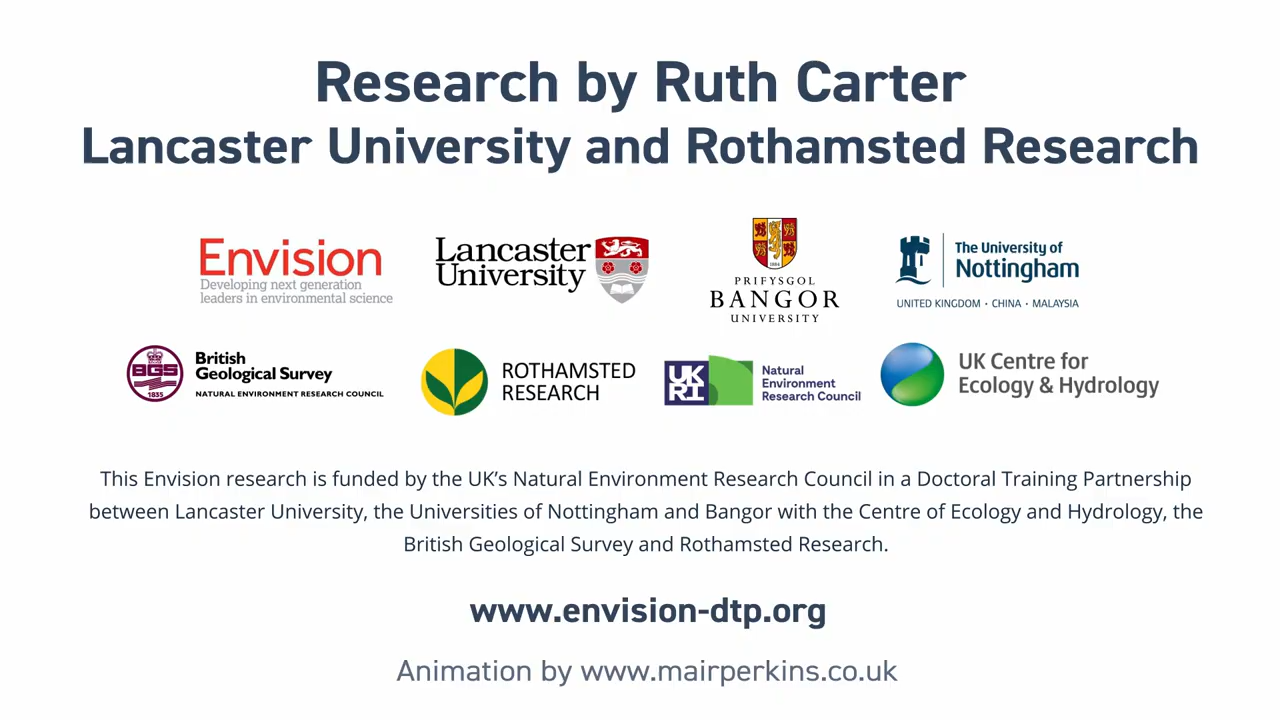 Research by Ruth Carter
Lancaster University and Rothamsted Research
Envision
Developing next generation
leaders in environmental science
Lancaster
University
1884
PRIFYSGOL
BANGOR
UNIVERSITY
The University of
Nottingham
UNITED KINGDOM · CHINA · MALAYSIA
BGS
1835
British
Geological Survey
NATURAL ENVIRONMENT RESEARCH COUNCIL
ROTHAMSTED
RESEARCH
UK
RI
Natural
Environment
Research Council
UK Centre for
Ecology & Hydrology
This Envision research is funded by the UK’s Natural Environment Research Council in a Doctoral Training Partnership
between Lancaster University, the Universities of Nottingham and Bangor with the Centre of Ecology and Hydrology, the
British Geological Survey and Rothamsted Research.
www.envision-dtp.org
Animation by www.mairperkins.co.uk